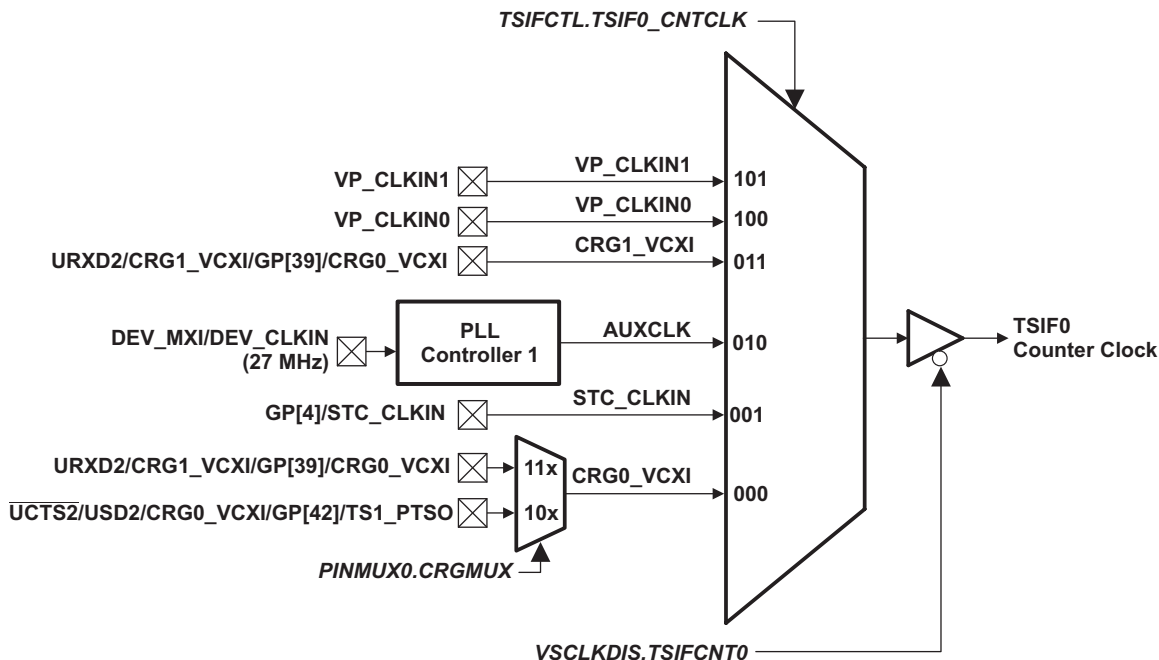 TSIFCTL.TSIF0_CNTCLK
VP_CLKIN1 VP_CLKIN1 101
VP_CLKIN0 VP_CLKIN0 100
URXD2/CRG1_VCXI/GP[39]/CRG0_VCXI CRG1_VCXI 011
DEV_MXI/DEV_CLKIN
(27 MHz)
PLL
Controller 1
AUXCLK 010
TSIF0
Counter Clock
GP[4]/STC_CLKIN STC_CLKIN 001
URXD2/CRG1_VCXI/GP[39]/CRG0_VCXI 11x CRG0_VCXI 000
UCTS2/USD2/CRG0_VCXI/GP[42]/TS1_PTSO 10x
PINMUX0.CRGMUX
VSCLKDIS.TSIFCNT0